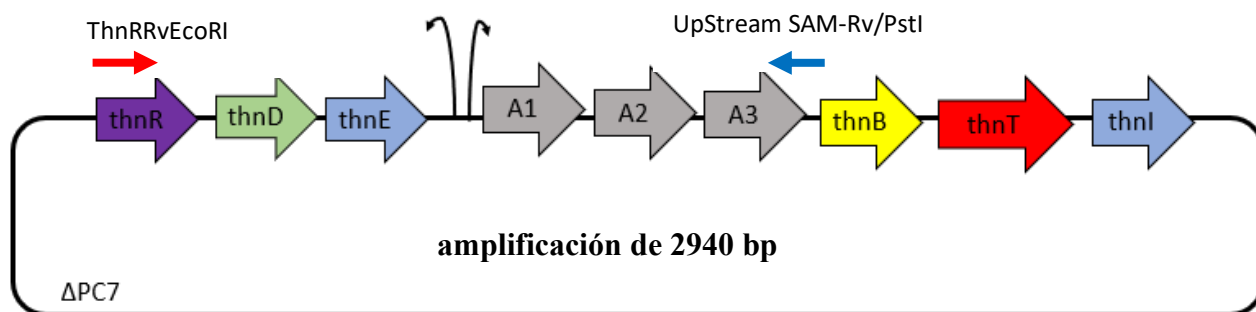 ThnRRvEcoRI
UpStream SAM-Rv/PstI
thnR thnD thnE A1 A2 A3 thnB thnT thnI
amplificación de 2940 bp
ΔPC7